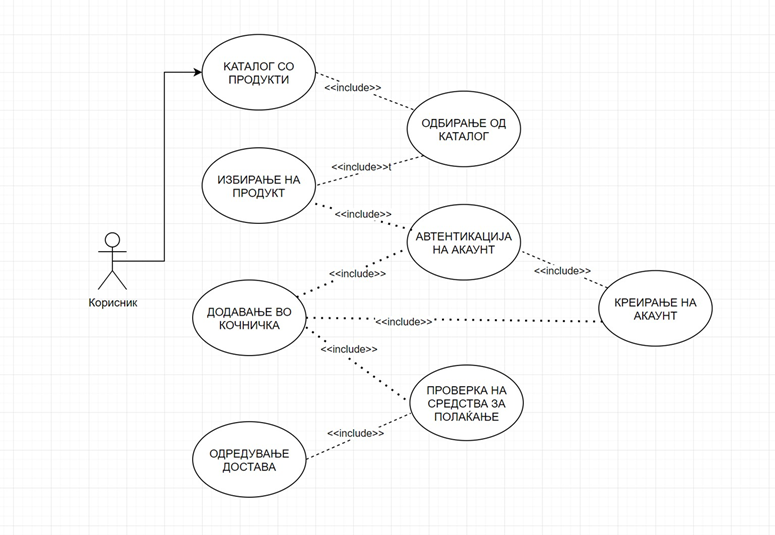 КАТАЛОГ СО
ПРОДУКТИ
<<include>>
ОДБИРАЊЕ ОД
КАТАЛОГ
<<include>>t
ИЗБИРАЊЕ НА
ПРОДУКТ
<<include>>
АВТЕНТИКАЦИЈА
НА АКАУНТ
<<include>>
<<include>>
Корисник
КРЕИРАЊЕ НА
АКАУНТ
ДОДАВАЊЕ ВО
КОЧНИЧКА
<<include>>
<<include>>
ПРОВЕРКА НА
СРЕДСТВА ЗА
ПОЛАЌАЊЕ
<<include>>
ОДРЕДУВАЊЕ
ДОСТАВА